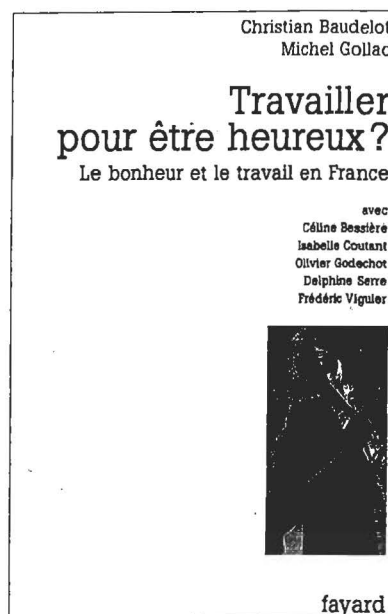 Christian Baudelot
Michel Gollac
Travailler
pour être heureux?
Le bonheur et le travail en France
avec
Céline Bessière
Isabelle Coutant
Olivier Godechot
Delphine Serre
Frédéric Viguier
fayard